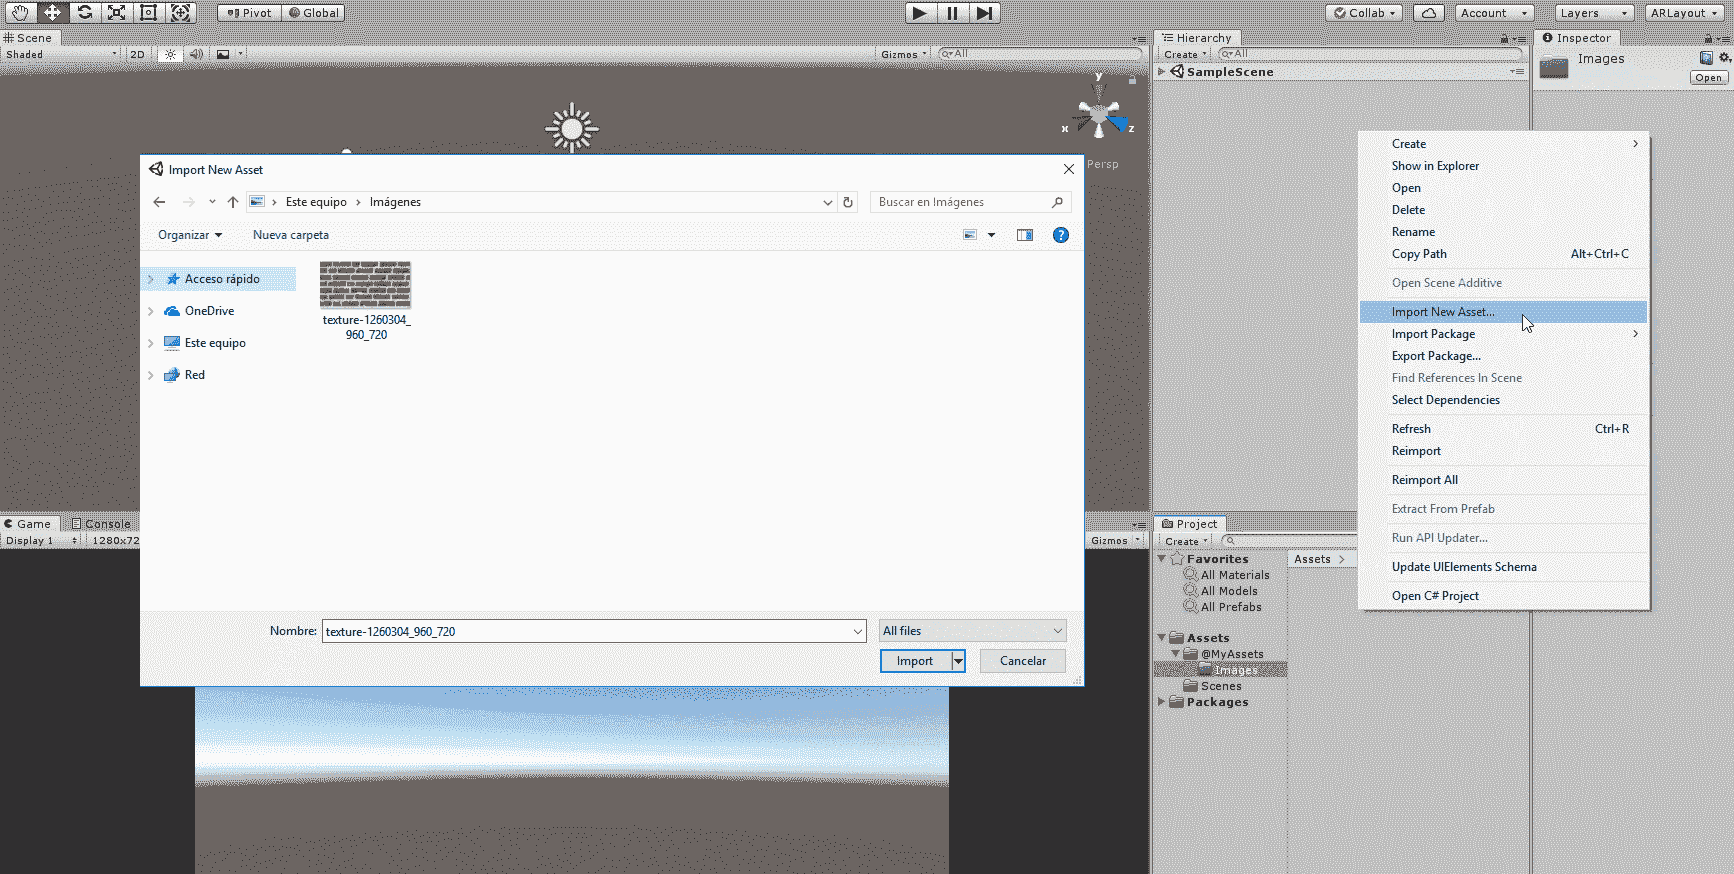 Pivot Global Collab Account Layers ARLayout
Scene
Shaded 2D Gizmos All
y
x z
Persp
Hierarchy
Create All
SampleScene
Inspector
Images
Open
Import New Asset
Este equipo Imágenes Buscar en Imágenes
Organizar Nueva carpeta
Acceso rápido
OneDrive
Este equipo
Red
texture-1260304_
960_720
Nombre: texture-1260304_960_720 All files
Import Cancelar
Create
Show in Explorer
Open
Delete
Rename
Copy Path Alt+Ctrl+C
Open Scene Additive
Import New Asset...
Import Package
Export Package...
Find References In Scene
Select Dependencies
Refresh Ctrl+R
Reimport
Reimport All
Extract From Prefab
Run API Updater...
Update UIElements Schema
Open C# Project
Game Console
Display 1 1280x72 Gizmos
Project
Create
Favorites
All Materials
All Models
All Prefabs
Assets
@MyAssets
Images
Scenes
Packages
Assets